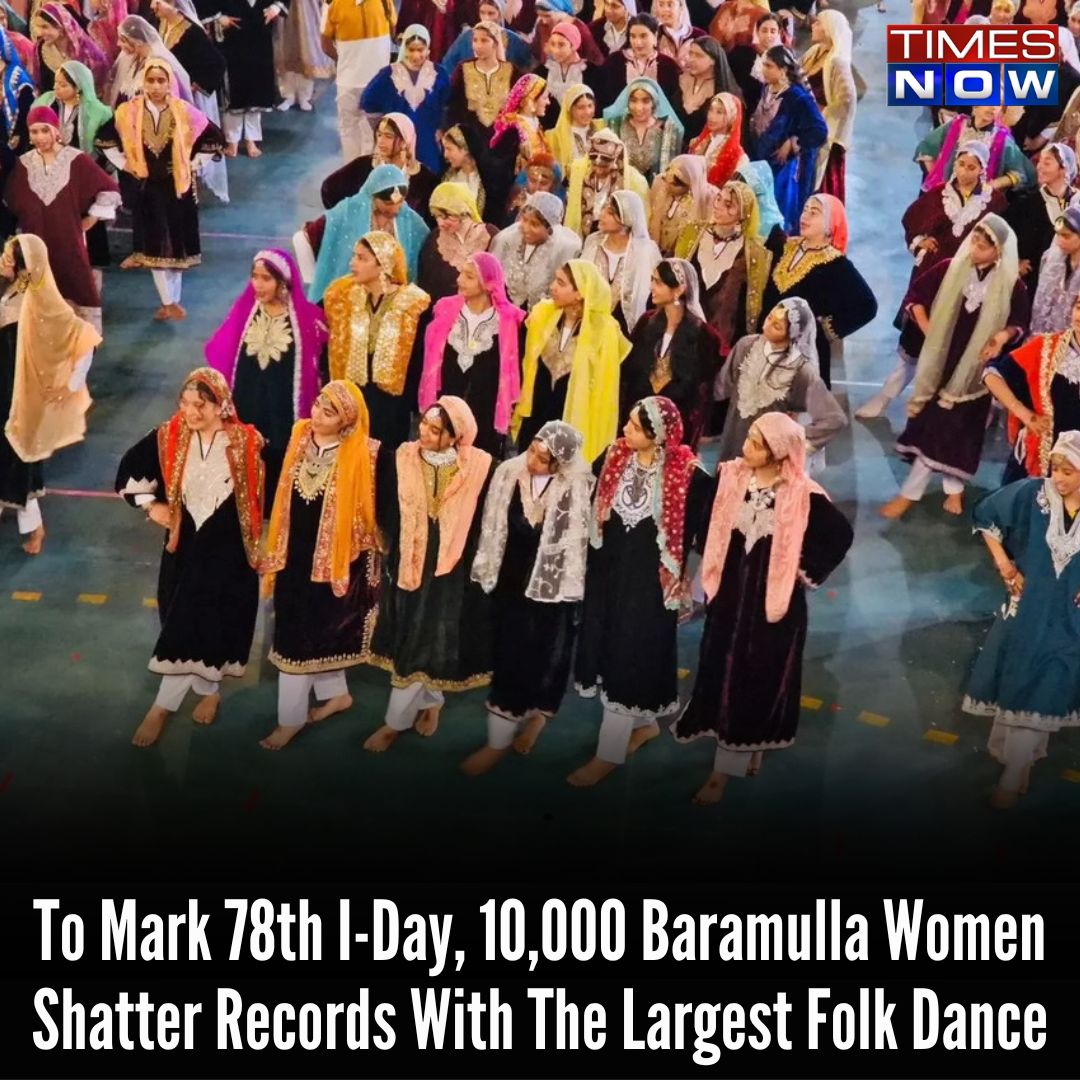 TIMES
NOW
To Mark 78th I-Day, 10,000 Baramulla Women
Shatter Records With The Largest Folk Dance